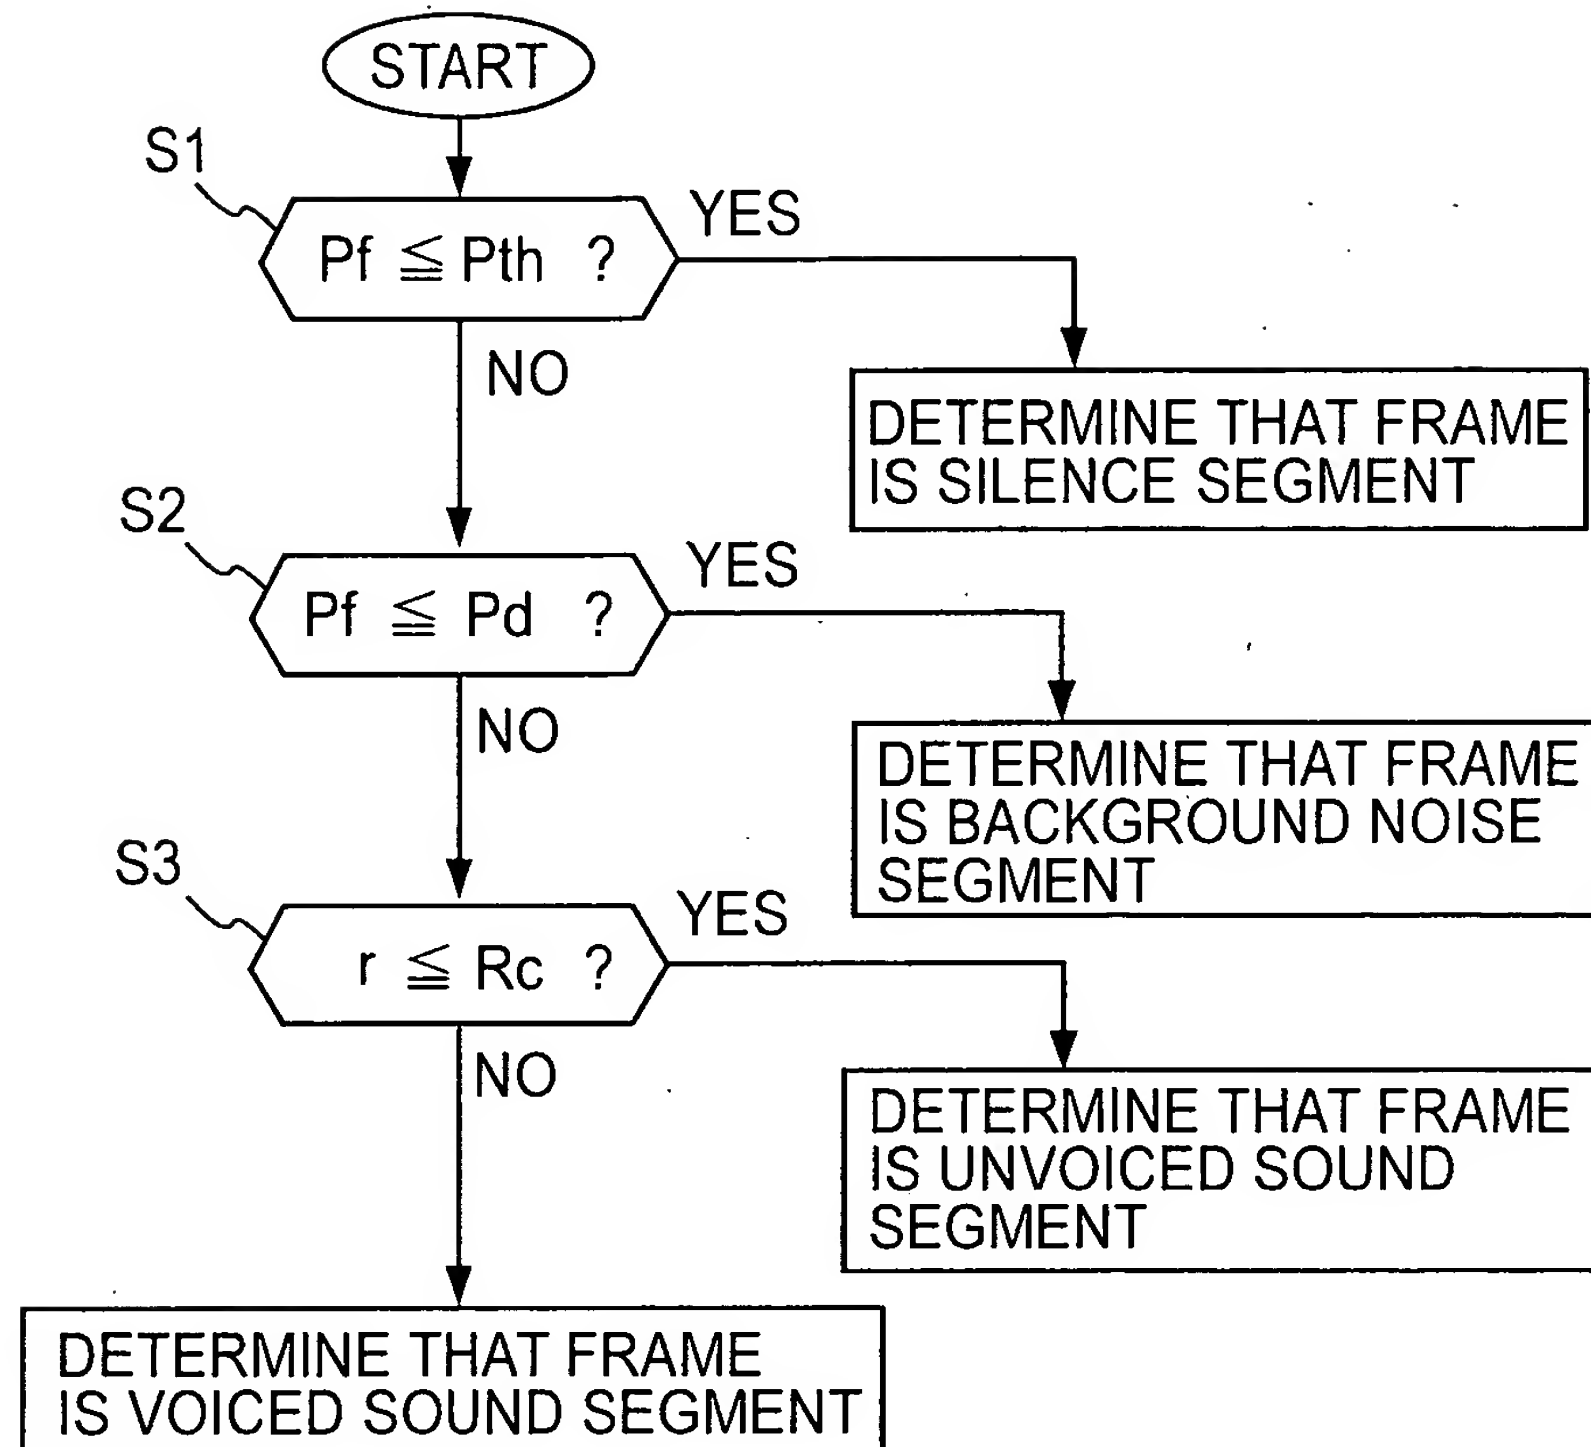 START
S1
Pf ≦ Pth ?
YES
NO
DETERMINE THAT FRAME
IS SILENCE SEGMENT
S2
Pf ≦ Pd ?
YES
NO
DETERMINE THAT FRAME
IS BACKGROUND NOISE
SEGMENT
S3
r ≦ Rc ?
YES
NO
DETERMINE THAT FRAME
IS UNVOICED SOUND
SEGMENT
DETERMINE THAT FRAME
IS VOICED SOUND SEGMENT